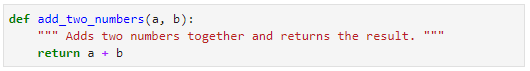 def add_two_numbers(a, b):
    """ Adds two numbers together and returns the result. """
    return a + b